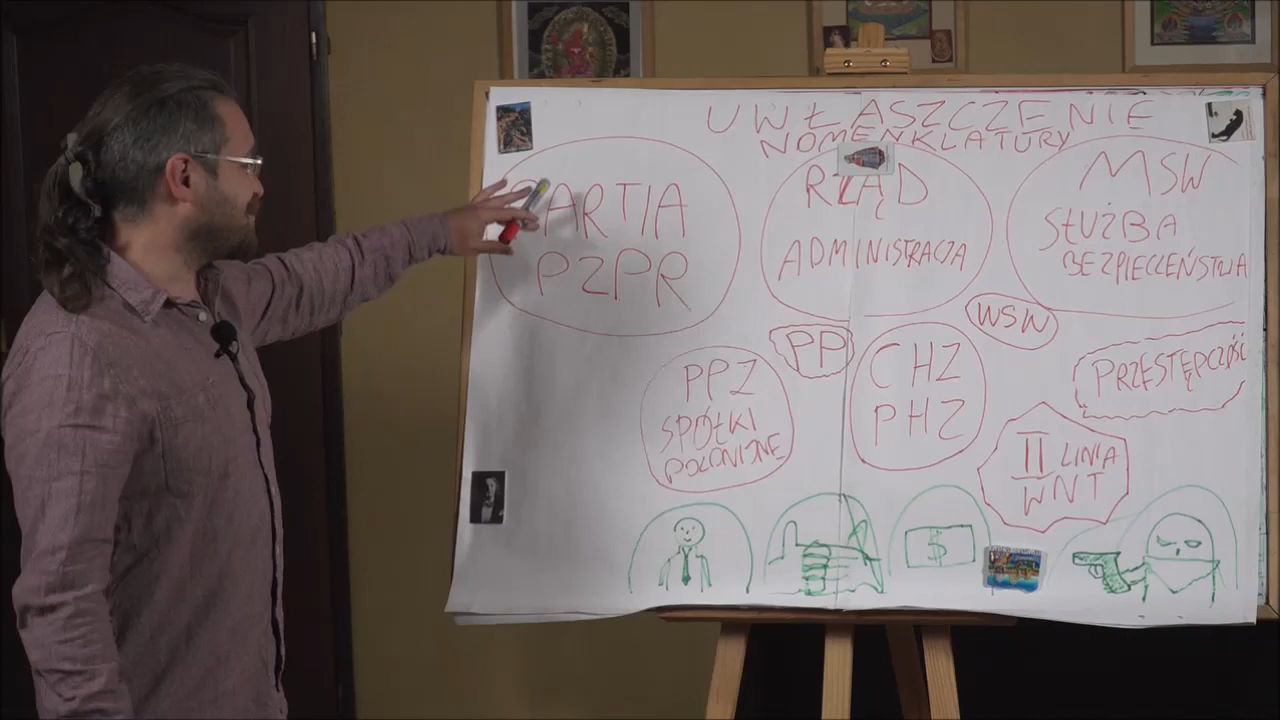 UWŁASZCZENIE
NOMENKLATURY
PARTIA
PZPR
RZĄD
ADMINISTRACJA
MSW
SŁUŻBA
BEZPIECZEŃSTWA
WSW
PP
PPZ
SPÓŁKI
POLONIJNE
CHZ
PHZ
PRZESTĘPCZOŚĆ
II LINIA
WNT
$